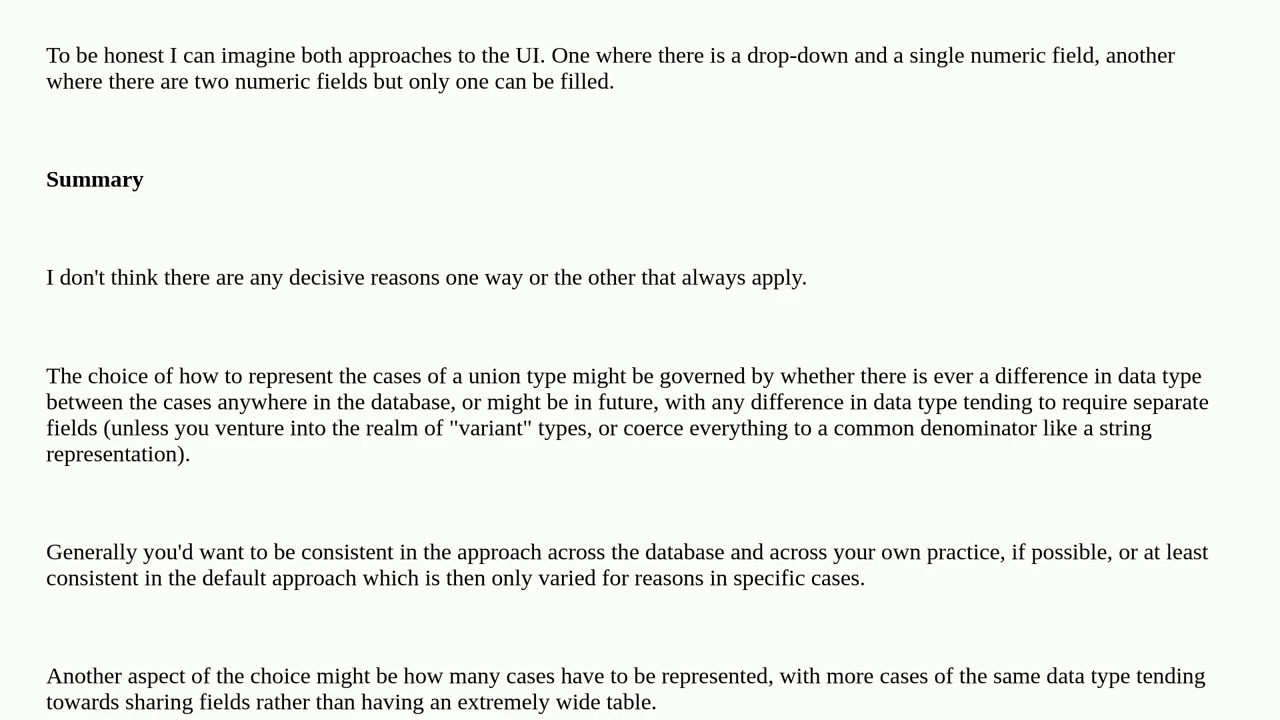 To be honest I can imagine both approaches to the UI. One where there is a drop-down and a single numeric field, another
where there are two numeric fields but only one can be filled.
Summary
I don't think there are any decisive reasons one way or the other that always apply.
The choice of how to represent the cases of a union type might be governed by whether there is ever a difference in data type
between the cases anywhere in the database, or might be in future, with any difference in data type tending to require separate
fields (unless you venture into the realm of "variant" types, or coerce everything to a common denominator like a string
representation).
Generally you'd want to be consistent in the approach across the database and across your own practice, if possible, or at least
consistent in the default approach which is then only varied for reasons in specific cases.
Another aspect of the choice might be how many cases have to be represented, with more cases of the same data type tending
towards sharing fields rather than having an extremely wide table.